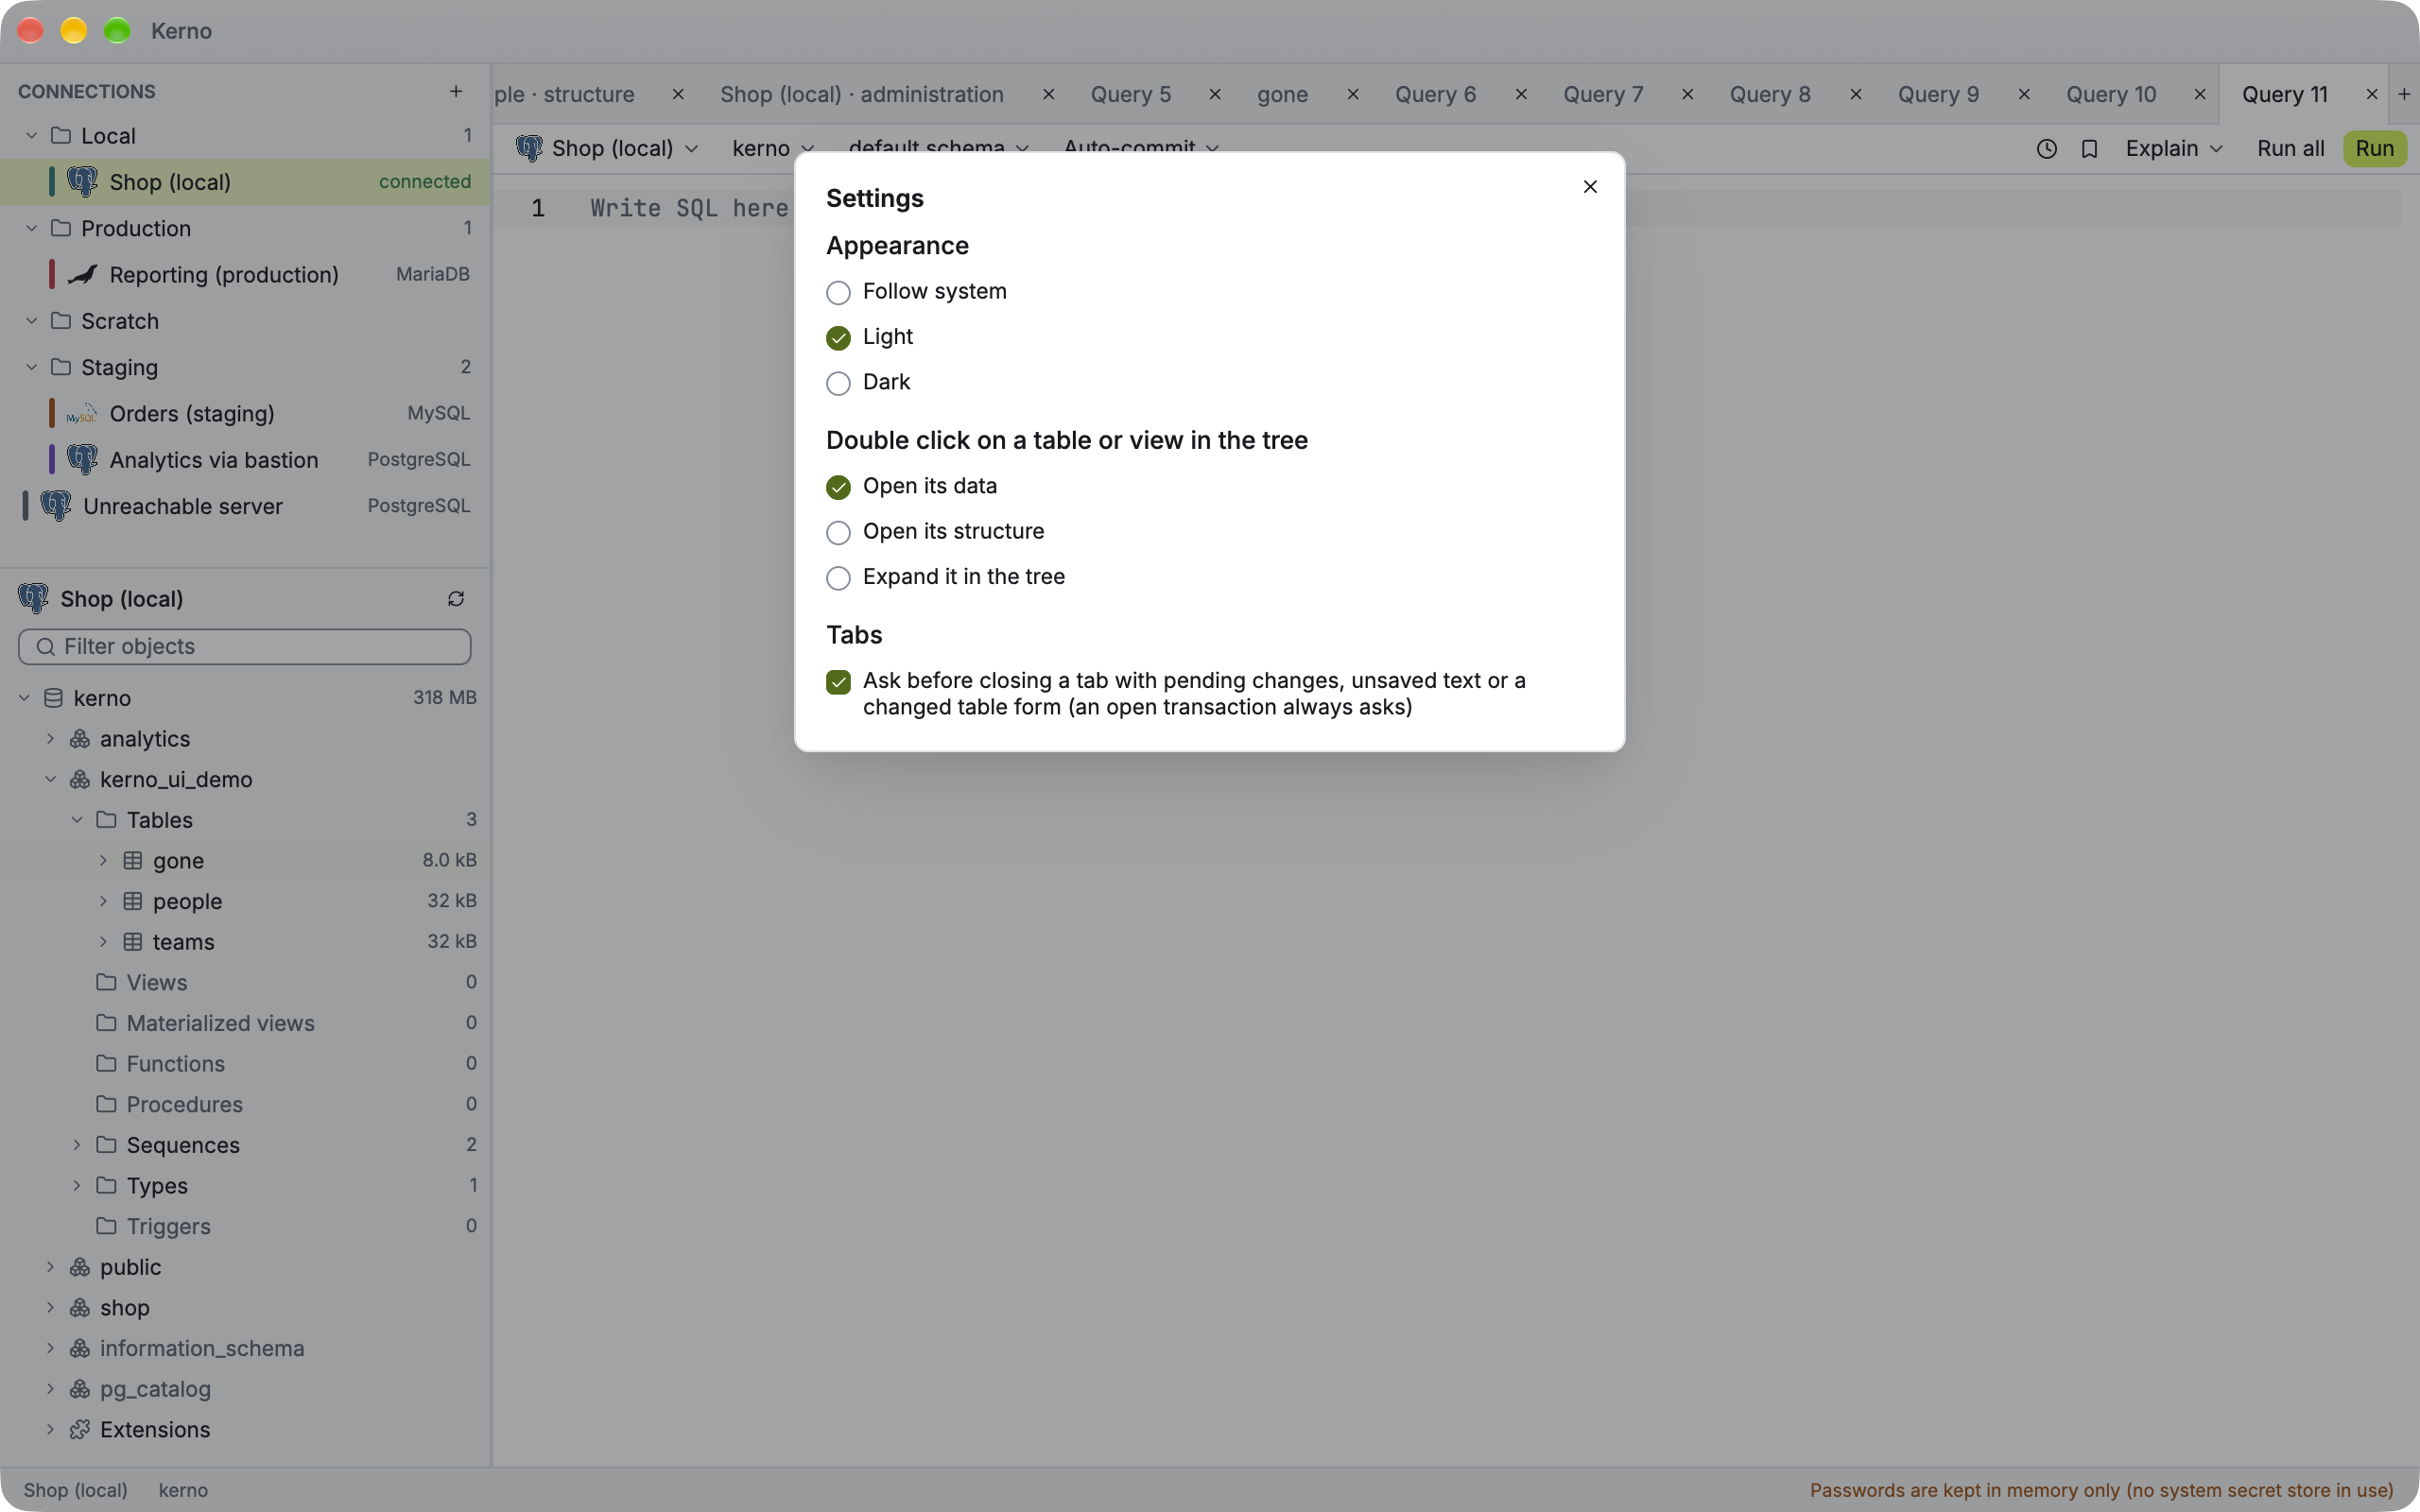 Kerno
CONNECTIONS
Local 1
Shop (local) connected
Production 1
Reporting (production) MariaDB
Scratch
Staging 2
MySQL Orders (staging) MySQL
Analytics via bastion PostgreSQL
Unreachable server PostgreSQL
Shop (local)
Filter objects
kerno 318 MB
analytics
kerno_ui_demo
Tables 3
gone 8.0 kB
people 32 kB
teams 32 kB
Views 0
Materialized views 0
Functions 0
Procedures 0
Sequences 2
Types 1
Triggers 0
public
shop
information_schema
pg_catalog
Extensions
ple · structure Shop (local) · administration Query 5 gone Query 6 Query 7 Query 8 Query 9 Query 10 Query 11
Shop (local) kerno default schema Auto-commit Explain Run all Run
1 Write SQL here
Settings
Appearance
Follow system
Light
Dark
Double click on a table or view in the tree
Open its data
Open its structure
Expand it in the tree
Tabs
Ask before closing a tab with pending changes, unsaved text or a
changed table form (an open transaction always asks)
Shop (local) kerno Passwords are kept in memory only (no system secret store in use)